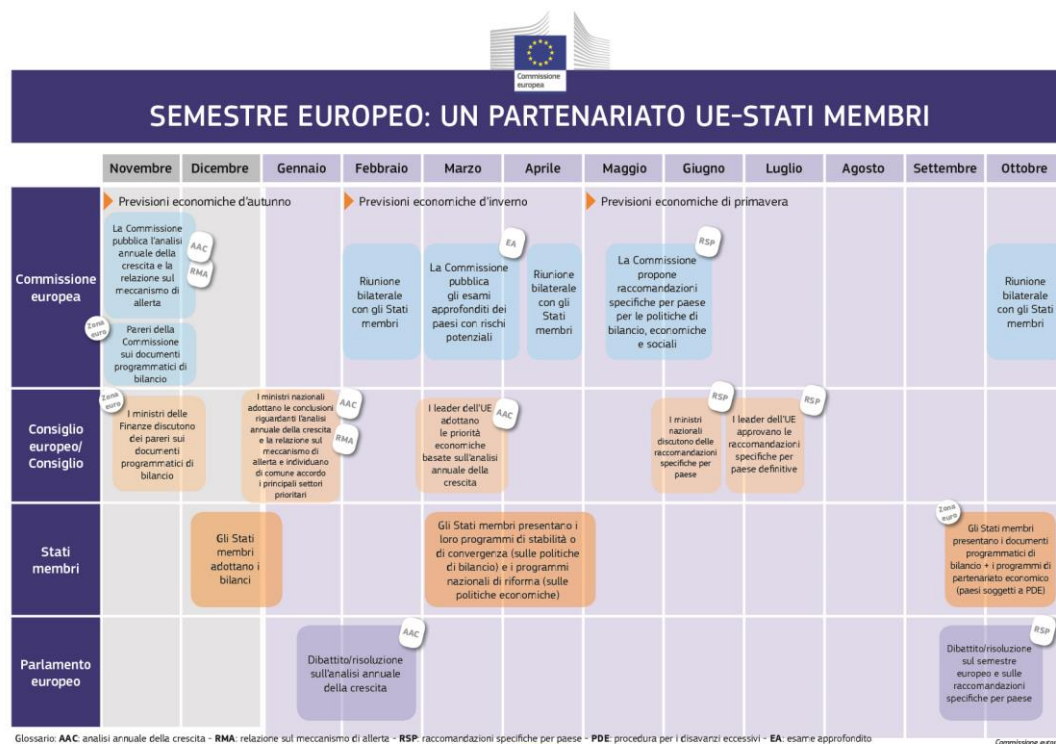 Commissione
europea
SEMESTRE EUROPEO: UN PARTENARIATO UE-STATI MEMBRI
Novembre Dicembre Gennaio Febbraio Marzo Aprile Maggio Giugno Luglio Agosto Settembre Ottobre
Commissione
europea
Previsioni economiche d'autunno
Previsioni economiche d'inverno
Previsioni economiche di primavera
La Commissione
pubblica l'analisi
annuale della
crescita e la
relazione sul
meccanismo di
allerta
AAC
RMA
Zona
euro
Pareri della
Commissione
sui documenti
programmatici di
bilancio
Riunione
bilaterale
con gli Stati
membri
La Commissione
pubblica
gli esami
approfonditi dei
paesi con rischi
potenziali
EA
Riunione
bilaterale
con gli
Stati
membri
La Commissione
propone
raccomandazioni
specifiche per paese
per le politiche di
bilancio, economiche
e sociali
RSP
Riunione
bilaterale
con gli Stati
membri
Consiglio
europeo/
Consiglio
Zona
euro
I ministri delle
Finanze discutono
dei pareri sui
documenti
programmatici di
bilancio
I ministri nazionali
adottano le conclusioni
riguardanti l'analisi
annuale della crescita
e la relazione sul
meccanismo di
allerta e individuano
di comune accordo
i principali settori
prioritari
AAC
RMA
I leader dell'UE
adottano
le priorità
economiche
basate sull'analisi
annuale della
crescita
AAC
I ministri
nazionali
discutono delle
raccomandazioni
specifiche per
paese
RSP
I leader dell'UE
approvano le
raccomandazioni
specifiche per
paese definitive
RSP
Stati
membri
Gli Stati
membri
adottano i
bilanci
Gli Stati membri presentano i
loro programmi di stabilità o
di convergenza (sulle politiche
di bilancio) e i programmi
nazionali di riforma (sulle
politiche economiche)
Zona
euro
Gli Stati membri
presentano i documenti
programmatici di
bilancio + i programmi di
partenariato economico
(paesi soggetti a PDE)
Parlamento
europeo
Dibattito/risoluzione
sull'analisi annuale
della crescita
AAC
Dibattito/risoluzione
sul semestre
europeo e sulle
raccomandazioni
specifiche per paese
RSP
Glossario: AAC: analisi annuale della crescita - RMA: relazione sul meccanismo di allerta - RSP: raccomandazioni specifiche per paese - PDE: procedura per i disavanzi eccessivi - EA: esame approfondito
Commissione